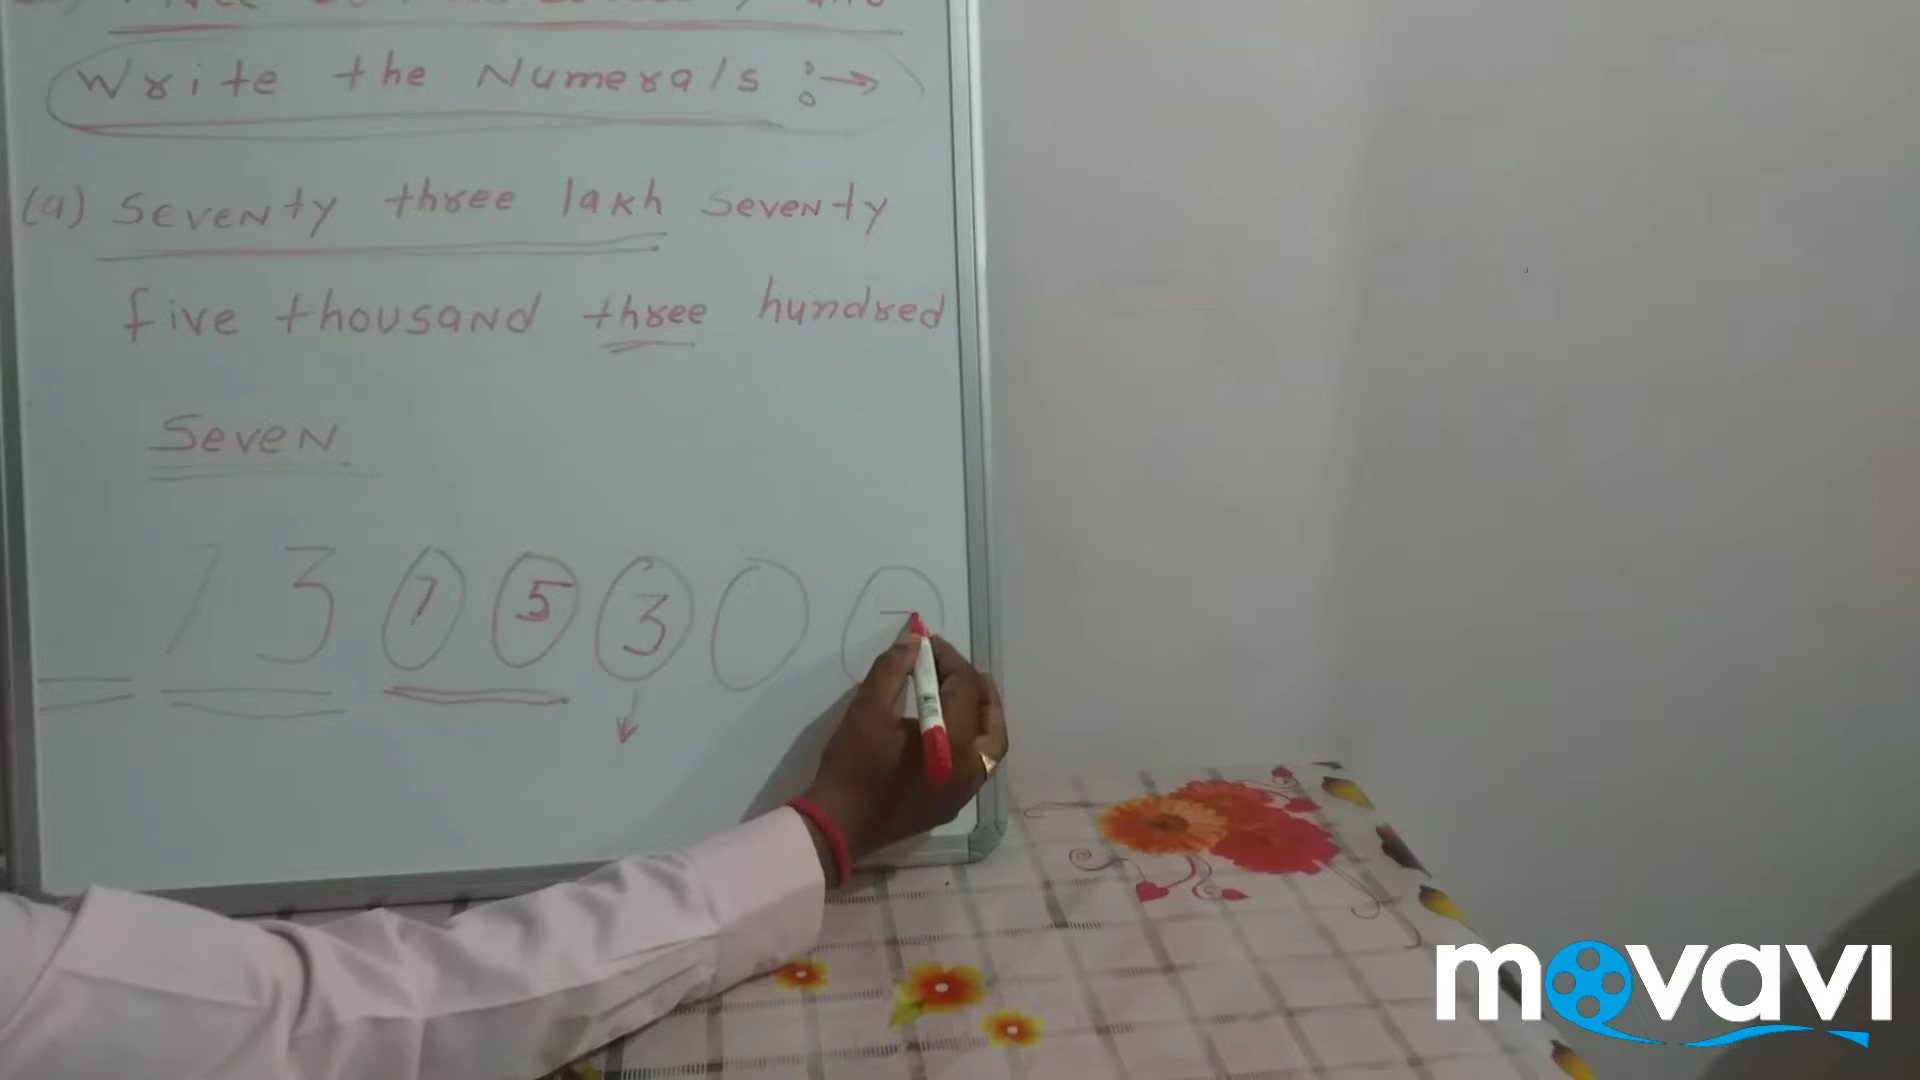 Write the Numerals :→
(a) Seventy three lakh seventy
five thousand three hundred
Seven
7 3 7 5 3 0 7
movavi